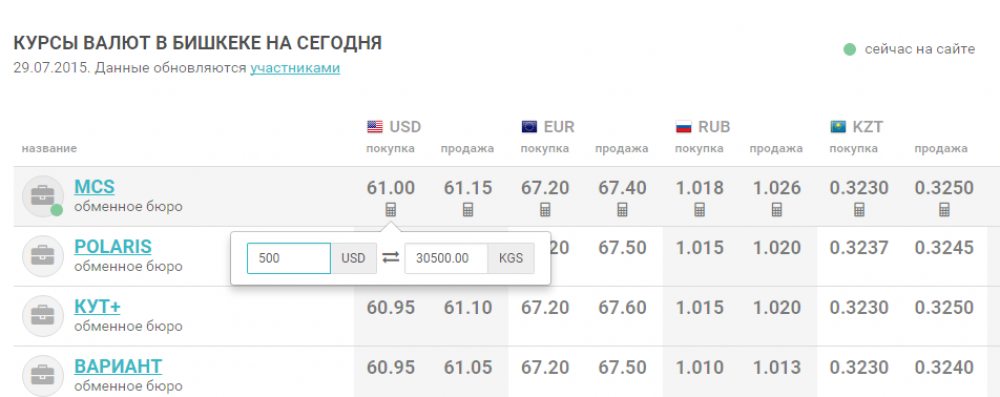 КУРСЫ ВАЛЮТ В БИШКЕКЕ НА СЕГОДНЯ
сейчас на сайте
29.07.2015. Данные обновляются участниками
USD EUR RUB KZT
название покупка продажа покупка продажа покупка продажа покупка продажа
MCS 61.00 61.15 67.20 67.40 1.018 1.026 0.3230 0.3250
обменное бюро
POLARIS 20 67.50 1.015 1.020 0.3237 0.3245
обменное бюро
500 USD 30500.00 KGS
КУТ+ 60.95 61.10 67.20 67.60 1.015 1.020 0.3230 0.3250
обменное бюро
ВАРИАНТ 60.95 61.05 67.20 67.50 1.010 1.013 0.3230 0.3240
обменное бюро